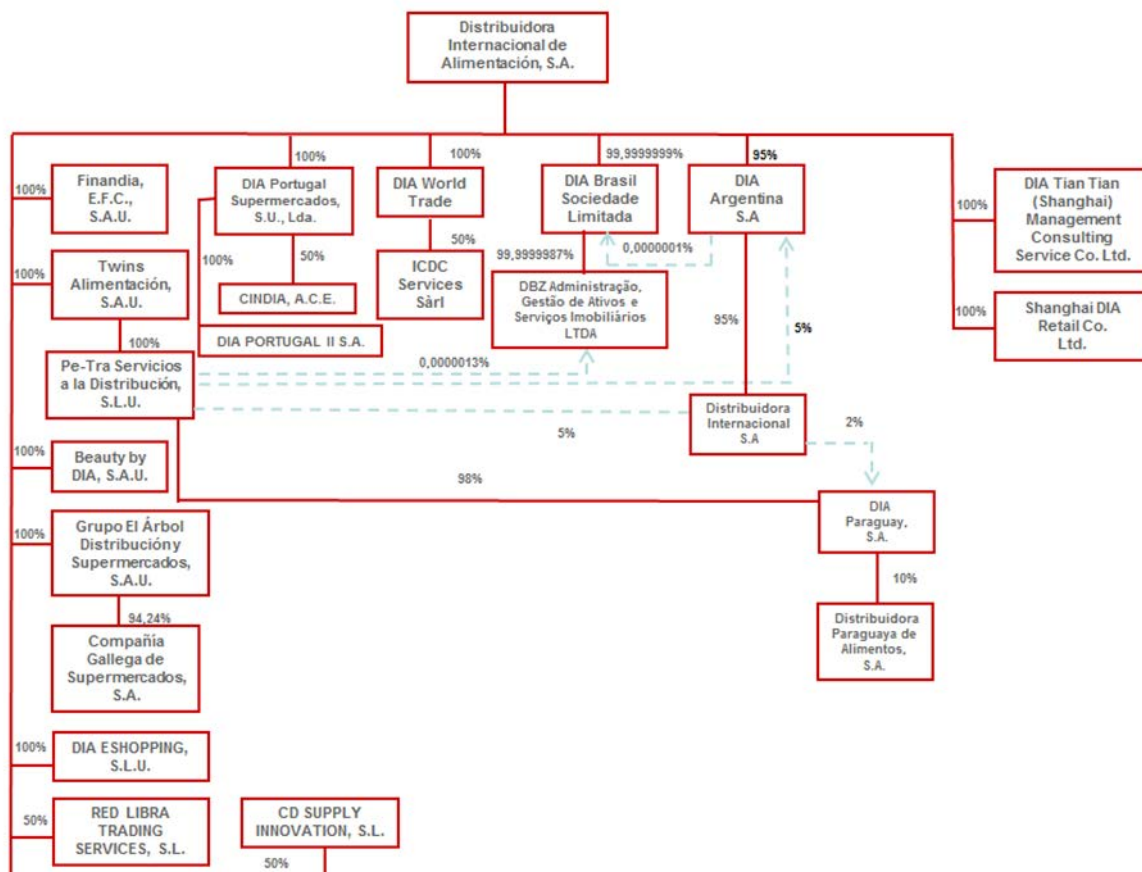 Distribuidora
Internacional de
Alimentación, S.A.
100%
100%
99,9999999%
95%
100%
Finandia,
E.F.C.,
S.A.U.
DIA Portugal
Supermercados,
S.U., Lda.
DIA World
Trade
DIA Brasil
Sociedade
Limitada
DIA
Argentina
S.A
100%
DIA Tian Tian
(Shanghai)
Management
Consulting
Service Co. Ltd.
100%
Twins
Alimentación,
S.A.U.
100%
50%
50%
99,9999987%
0,0000001%
CINDIA, A.C.E.
ICDC
Services
Sàrl
DBZ Administração,
Gestão de Ativos e
Serviços Imobiliários
LTDA
95%
5%
100%
Shanghai DIA
Retail Co.
Ltd.
100%
DIA PORTUGAL II S.A.
Pe-Tra Servicios
a la Distribución,
S.L.U.
0,0000013%
5%
Distribuidora
Internacional
S.A
2%
100%
Beauty by
DIA, S.A.U.
98%
DIA
Paraguay,
S.A.
100%
Grupo El Árbol
Distribución y
Supermercados,
S.A.U.
10%
94,24%
Distribuidora
Paraguaya de
Alimentos,
S.A.
Compañía
Gallega de
Supermercados,
S.A.
100%
DIA ESHOPPING,
S.L.U.
50%
RED LIBRA
TRADING
SERVICES, S.L.
CD SUPPLY
INNOVATION, S.L.
50%